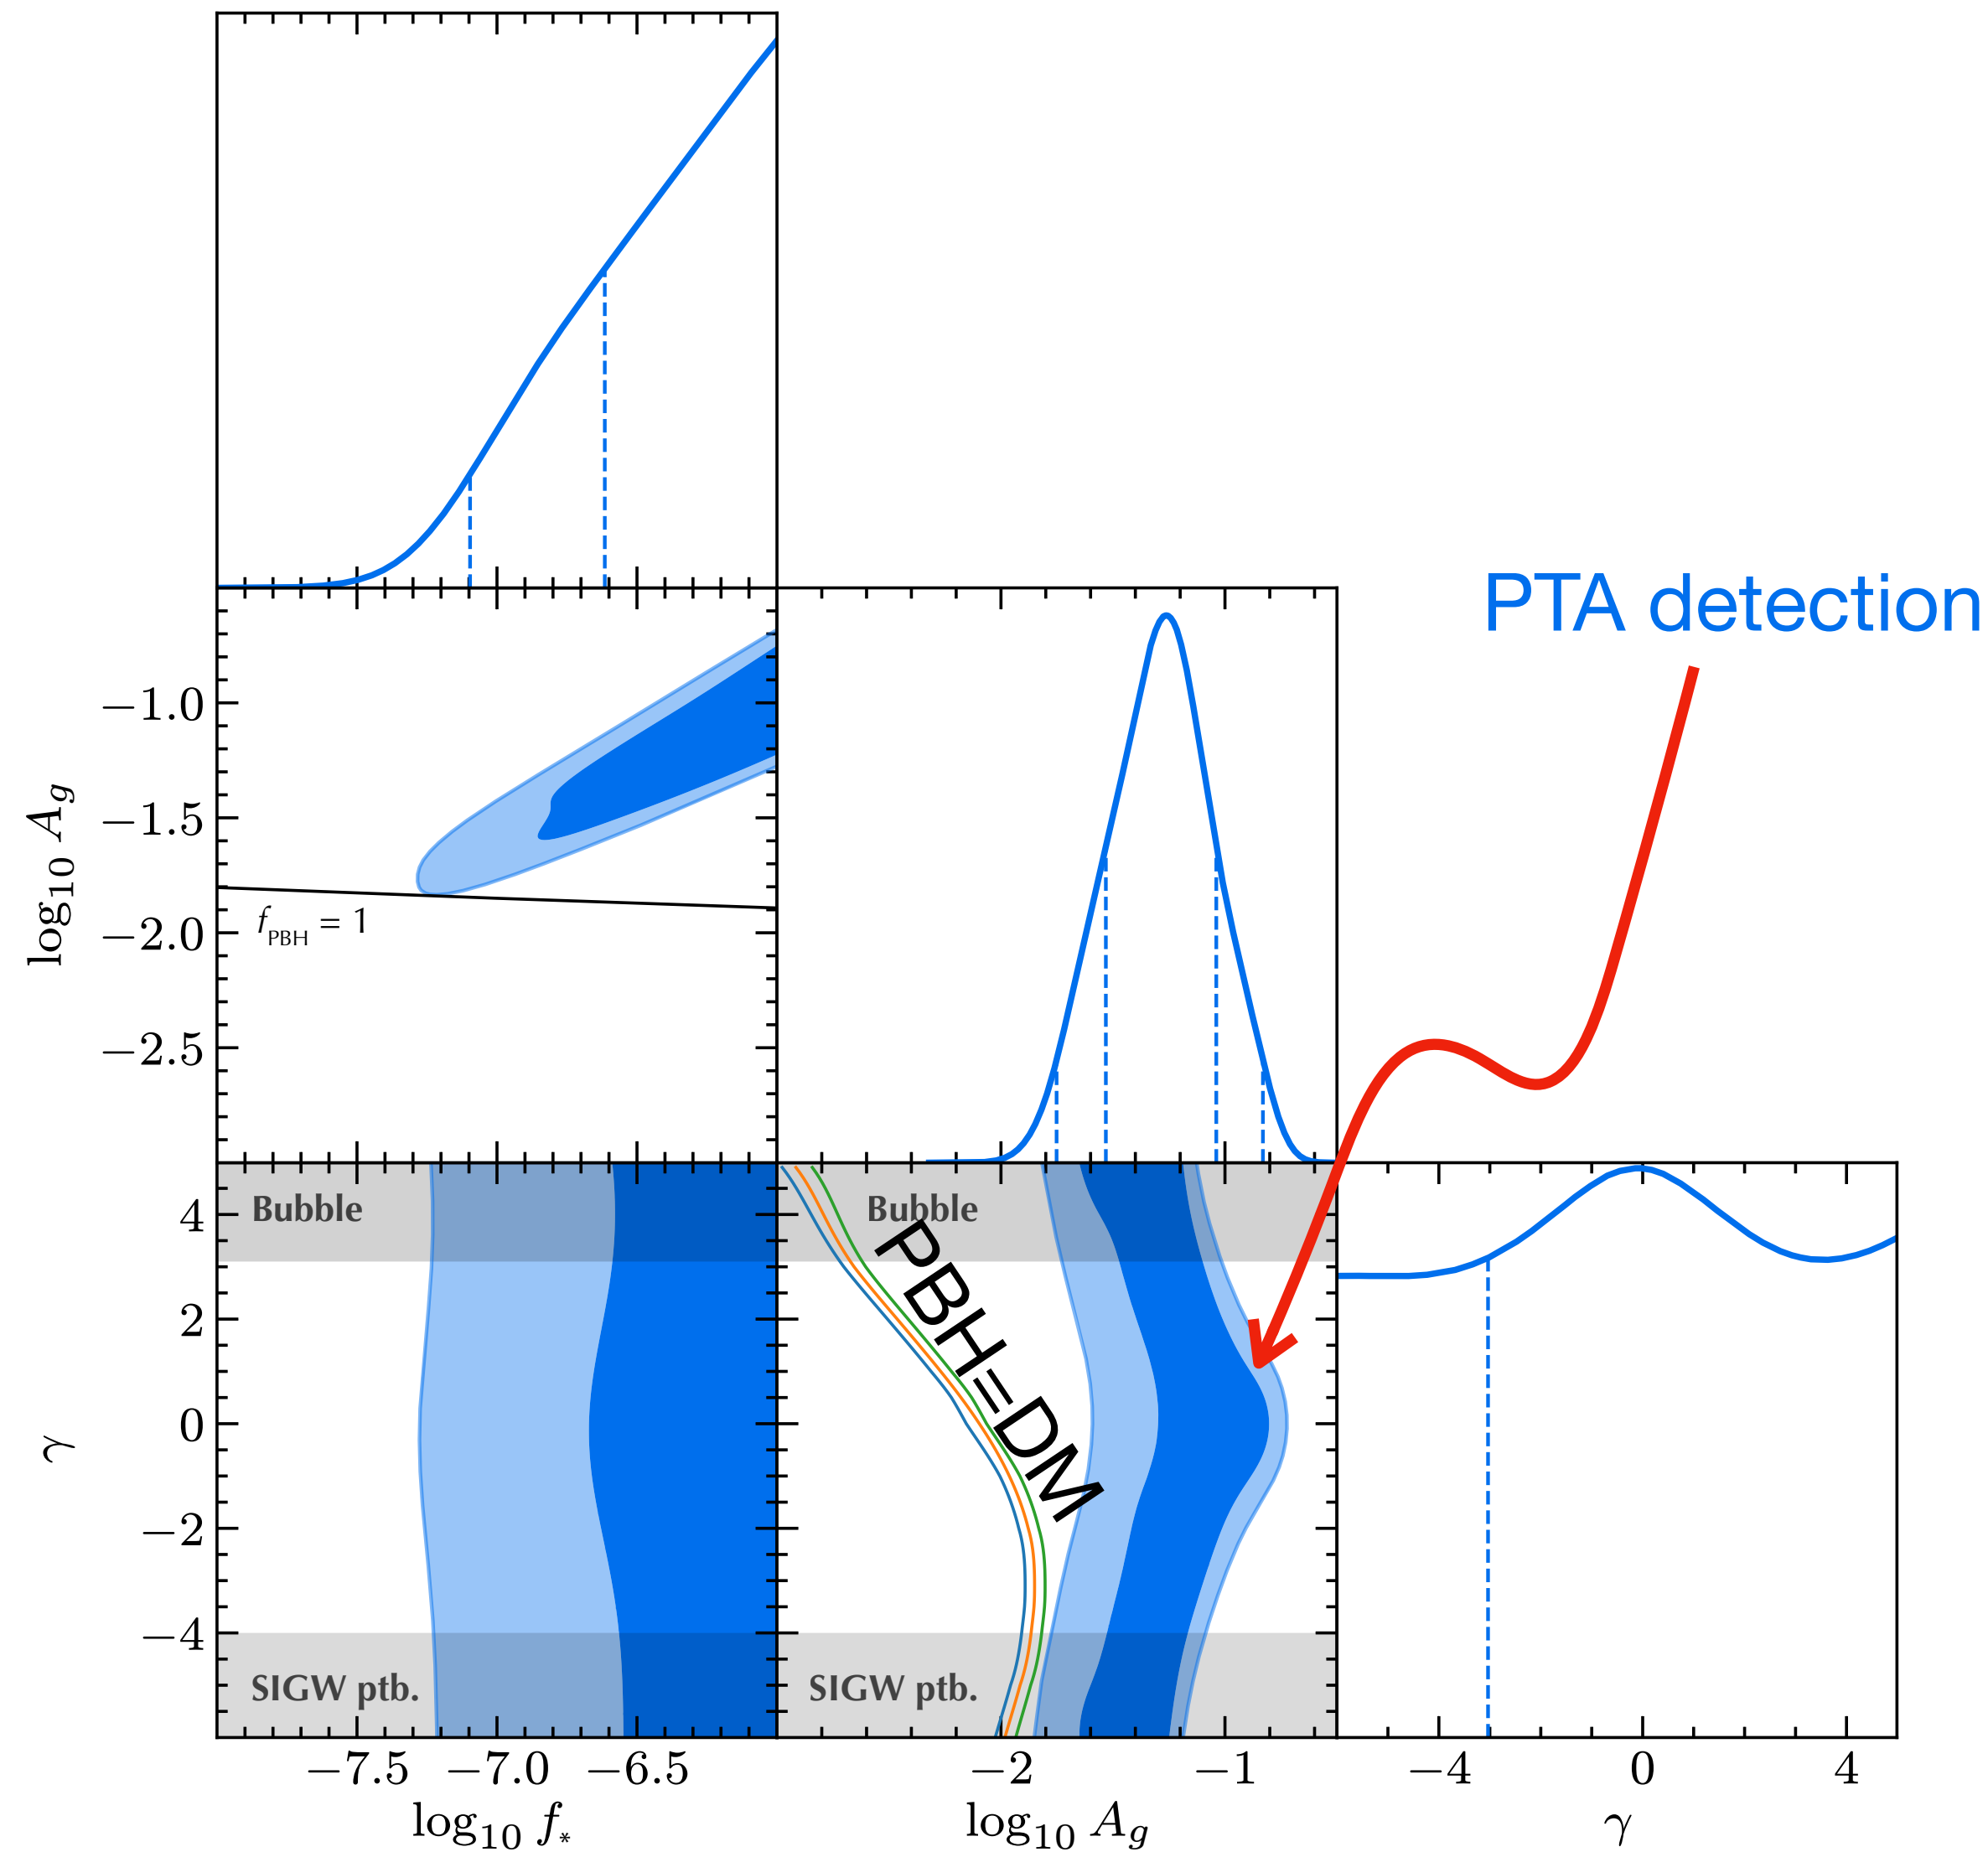 PTA detection
−1.0
−1.5
−2.0
−2.5
log10 Ag
fPBH = 1
4
2
0
−2
−4
γ
Bubble
SIGW ptb.
Bubble
PBH=DM
SIGW ptb.
−7.5 −7.0 −6.5
log10 f*
−2 −1
log10 Ag
−4 0 4
γ